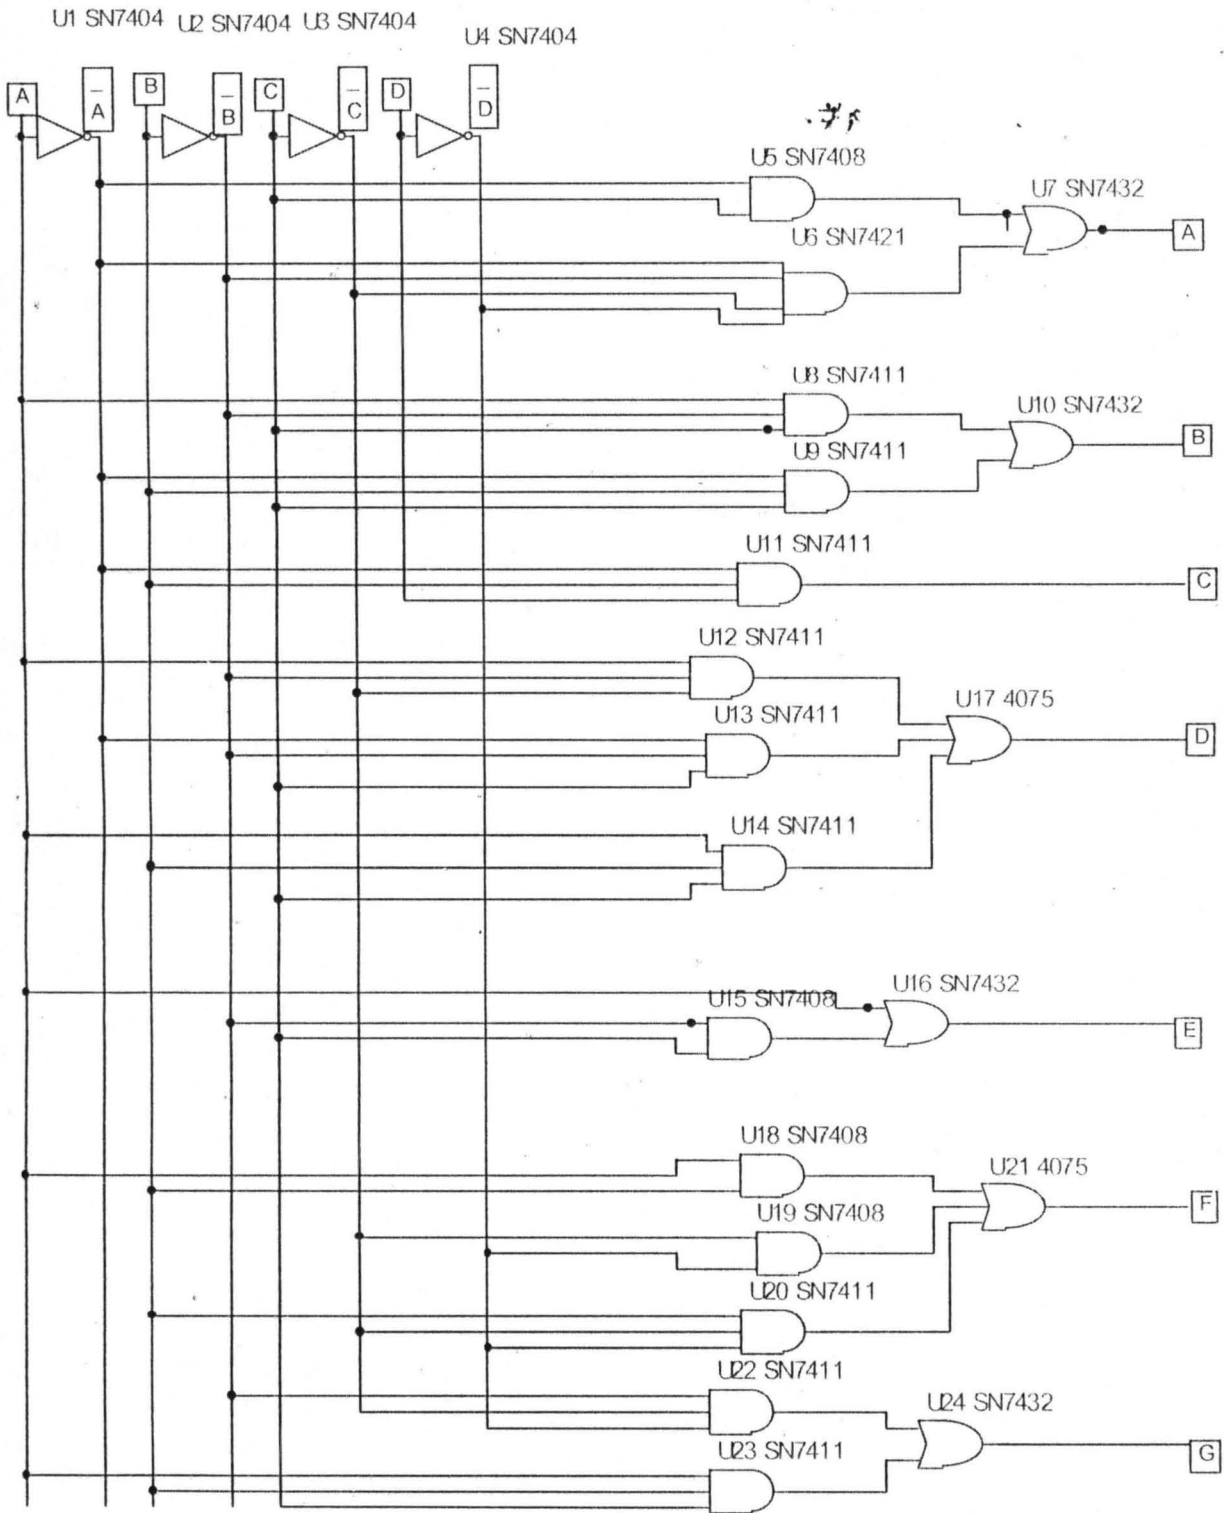 U1 SN7404 U2 SN7404 U3 SN7404 U4 SN7404
A A̅ B B̅ C C̅ D D̅
U5 SN7408
U7 SN7432
A
U6 SN7421
U8 SN7411
U10 SN7432
B
U9 SN7411
U11 SN7411
C
U12 SN7411
U17 4075
U13 SN7411
D
U14 SN7411
U16 SN7432
U15 SN7408
E
U18 SN7408
U21 4075
F
U19 SN7408
U20 SN7411
U22 SN7411
U24 SN7432
U23 SN7411
G